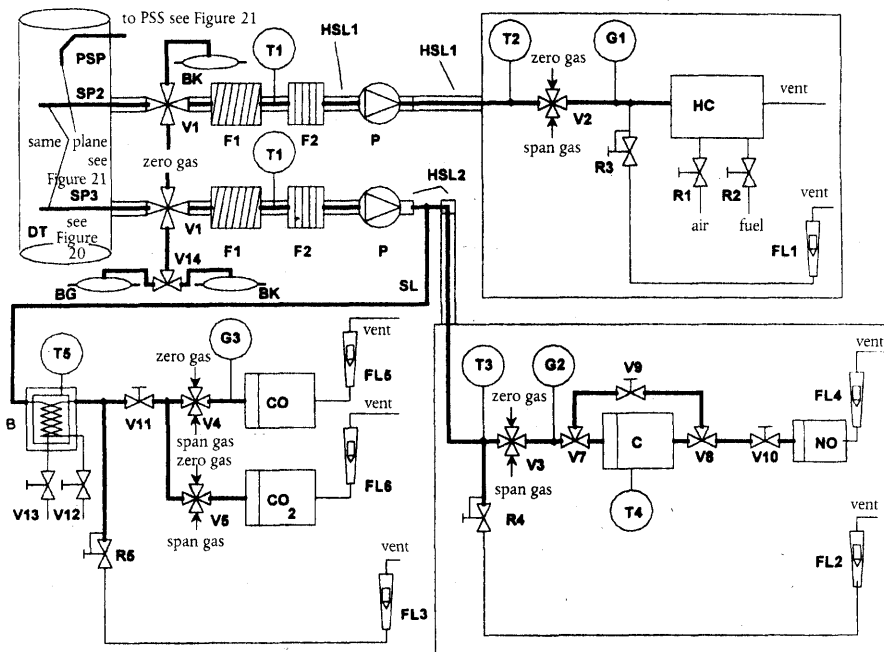 to PSS see Figure 21
PSP
BK
T1
HSL1
HSL1
SP2
V1
F1
F2
P
same plane
see
Figure 21
zero gas
T1
HSL2
SP3
V1
F1
F2
P
see
Figure
20
DT
V14
BG
BK
SL
T2
zero gas
G1
V2
span gas
HC
vent
R3
R1
R2
air
fuel
vent
FL1
T5
B
V11
V13
V12
R5
zero gas
G3
V4
span gas
CO
vent
FL5
zero gas
V5
span gas
CO
2
vent
FL6
vent
FL3
T3
zero gas
G2
V3
span gas
V7
V9
C
T4
V8
V10
NO
vent
FL4
R4
vent
FL2